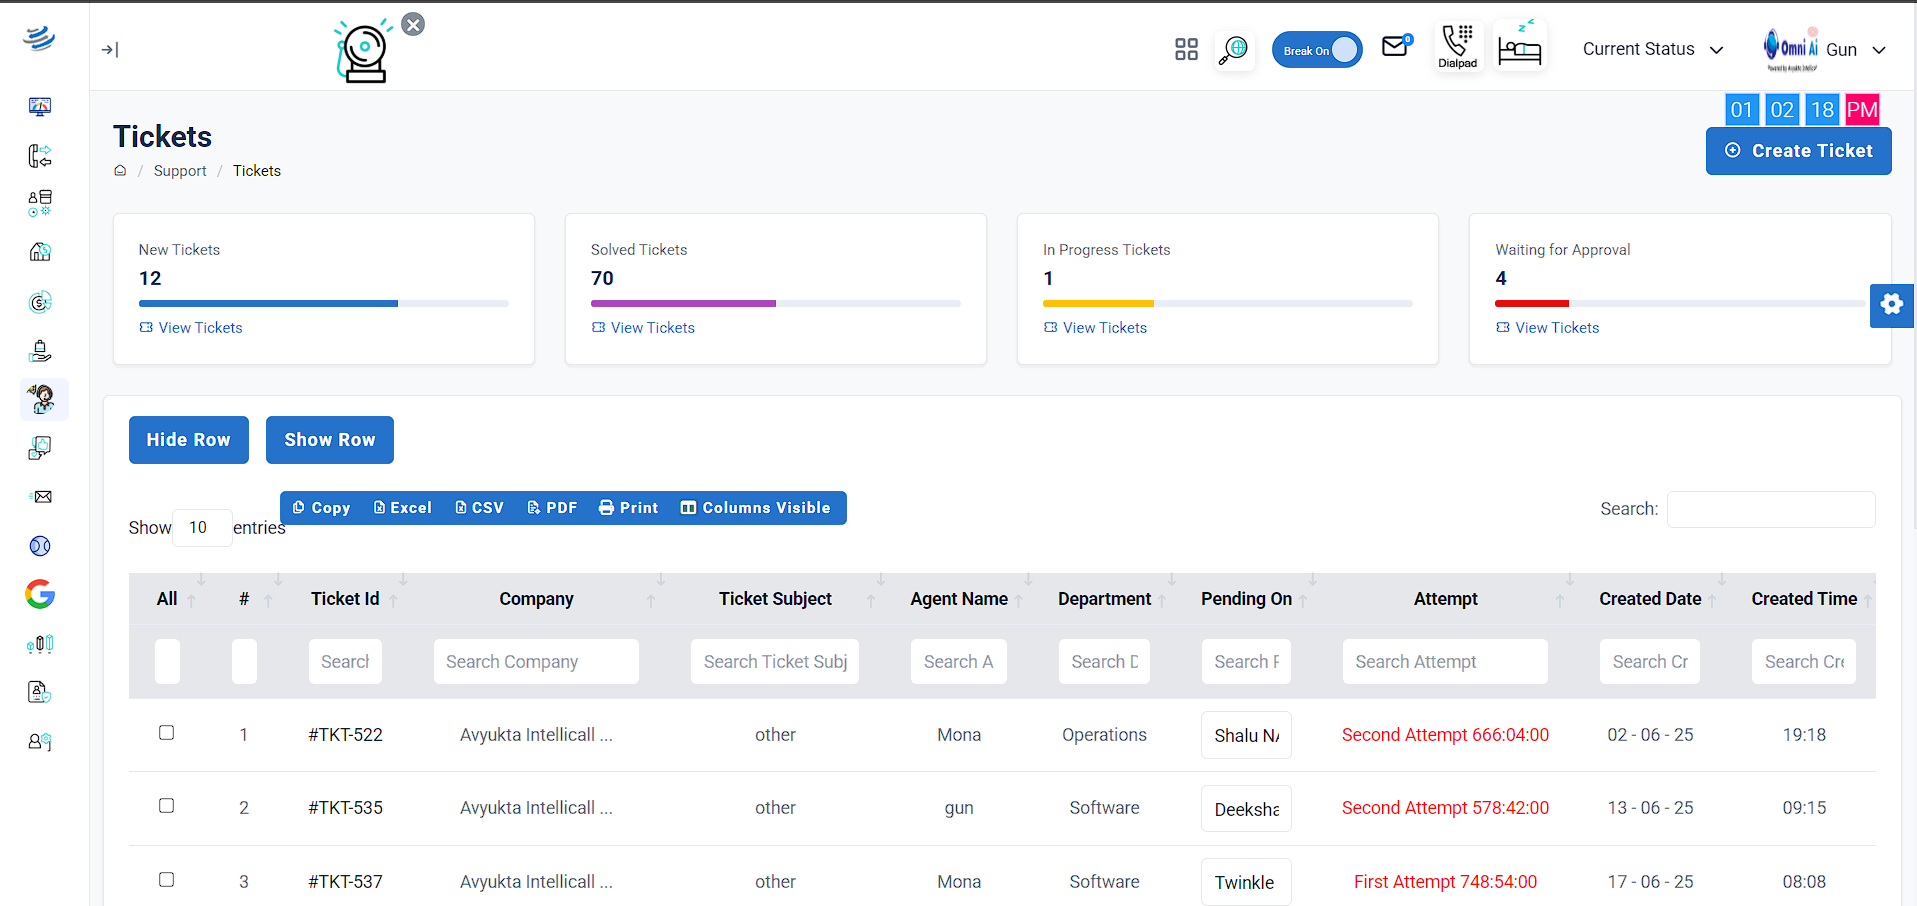 Break On
0
Dialpad
z z
Current Status
Omni Ai
Gun
01 02 18 PM
Tickets
Support / Tickets
Create Ticket
New Tickets
12
View Tickets
Solved Tickets
70
View Tickets
In Progress Tickets
1
View Tickets
Waiting for Approval
4
View Tickets
Hide Row Show Row
Copy Excel CSV PDF Print Columns Visible
Show 10 entries
Search:
All # Ticket Id Company Ticket Subject Agent Name Department Pending On Attempt Created Date Created Time
Search Search Company Search Ticket Subj Search A Search D Search F Search Attempt Search Cr Search Cre
1 #TKT-522 Avyukta Intellicall ... other Mona Operations Shalu NA Second Attempt 666:04:00 02 - 06 - 25 19:18
2 #TKT-535 Avyukta Intellicall ... other gun Software Deeksha Second Attempt 578:42:00 13 - 06 - 25 09:15
3 #TKT-537 Avyukta Intellicall ... other Mona Software Twinkle First Attempt 748:54:00 17 - 06 - 25 08:08